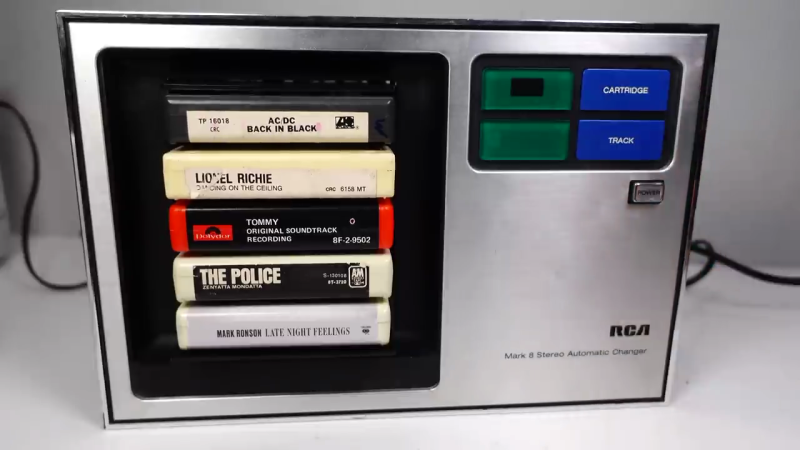 TP 16018
CRC
AC/DC
BACK IN BLACK
LIONEL RICHIE
DANCING ON THE CEILING
CRC 6158 MT
Polydor
TOMMY
ORIGINAL SOUNDTRACK
RECORDING
8F-2-9502
THE POLICE
ZENYATTA MONDATTA
A&M
MARK RONSON LATE NIGHT FEELINGS
CARTRIDGE
TRACK
POWER
RCA
Mark 8 Stereo Automatic Changer